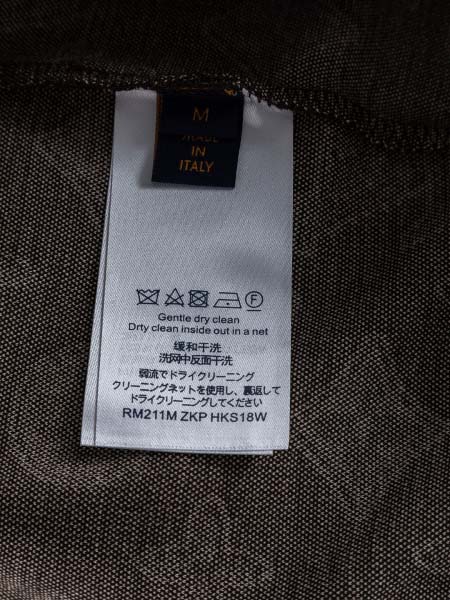 M
MADE
IN
ITALY
Gentle dry clean
Drty clean inside out in a net
缓和干洗
洗网中反面干洗
弱流でドライクリーニング
クリーニングネットを使用し、裏返して
ドライクリーニングしてください
RM211M ZKP HKS18W